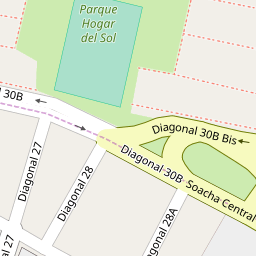 Parque
Hogar
del Sol
30B
Diagonal 30B Bis
Diagonal 27
Diagonal 28
Diagonal 30B
Soacha Central
Diagonal 28A
27